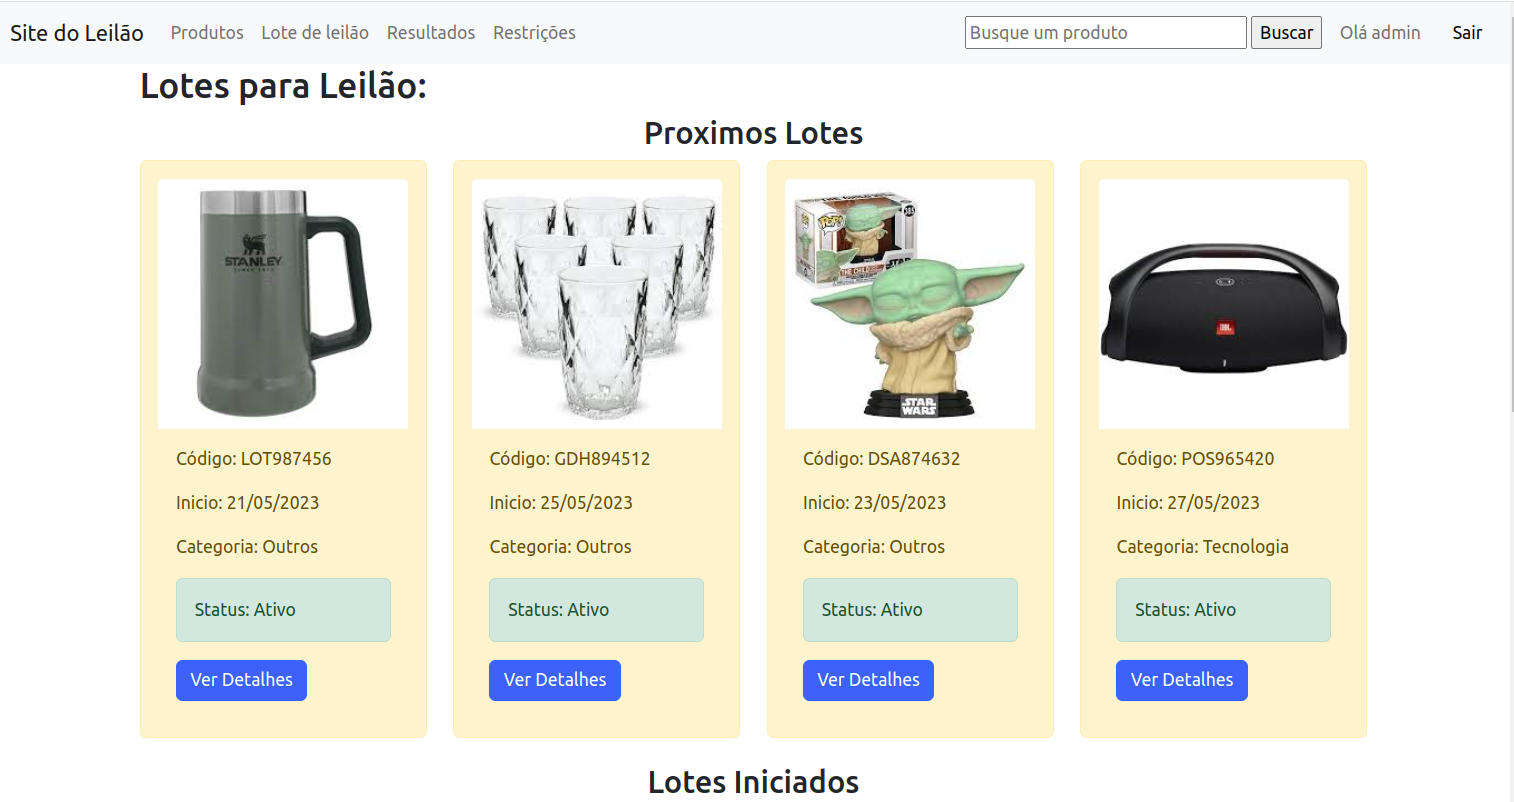 Site do Leilão Produtos Lote de leilão Resultados Restrições Busque um produto Buscar Olá admin Sair
Lotes para Leilão:
Proximos Lotes
STANLEY
POP!
THE CHILD
STAR
WARS
JBL
Código: LOT987456
Inicio: 21/05/2023
Categoria: Outros
Status: Ativo
Ver Detalhes
Código: GDH894512
Inicio: 25/05/2023
Categoria: Outros
Status: Ativo
Ver Detalhes
Código: DSA874632
Inicio: 23/05/2023
Categoria: Outros
Status: Ativo
Ver Detalhes
Código: POS965420
Inicio: 27/05/2023
Categoria: Tecnologia
Status: Ativo
Ver Detalhes
Lotes Iniciados